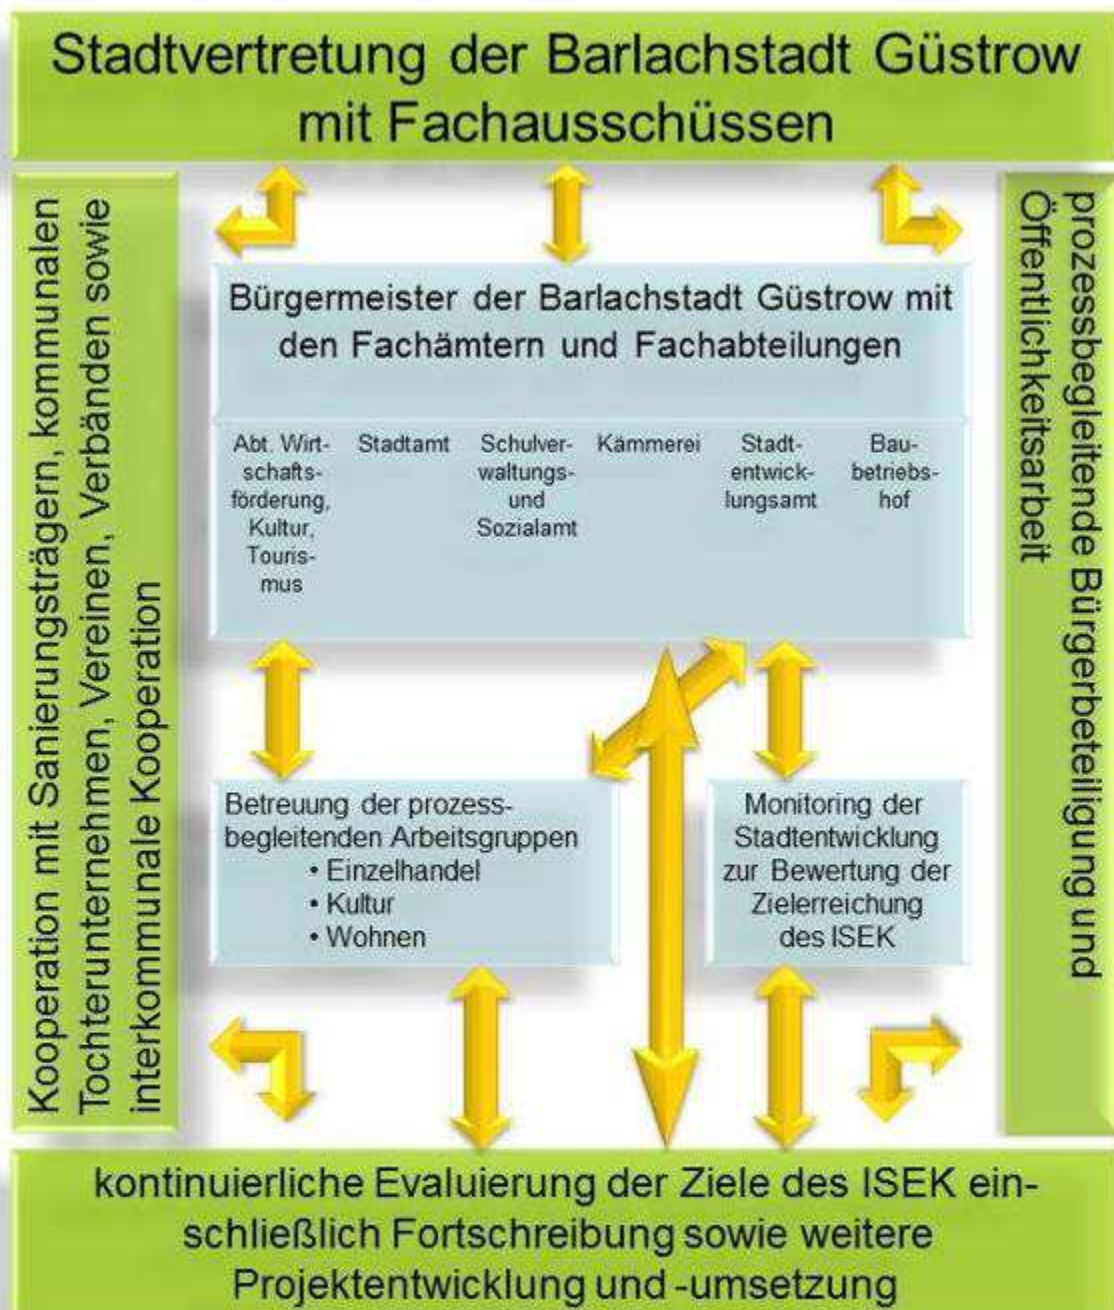 Stadtvertretung der Barlachstadt Güstrow
mit Fachausschüssen
Kooperation mit Sanierungsträgern, kommunalen
Tochterunternehmen, Vereinen, Verbänden sowie
interkommunale Kooperation
Bürgermeister der Barlachstadt Güstrow mit
den Fachämtern und Fachabteilungen
Abt. Wirt-
schafts-
förderung,
Kultur,
Touris-
mus
Stadtamt
Schulver-
waltungs-
und
Sozialamt
Kämmerei
Stadt-
entwick-
lungsamt
Bau-
betriebs-
hof
prozessbegleitende Bürgerbeteiligung und
Öffentlichkeitsarbeit
Betreuung der prozess-
begleitenden Arbeitsgruppen
• Einzelhandel
• Kultur
• Wohnen
Monitoring der
Stadtentwicklung
zur Bewertung der
Zielerreichung
des ISEK
kontinuierliche Evaluierung der Ziele des ISEK ein-
schließlich Fortschreibung sowie weitere
Projektentwicklung und -umsetzung